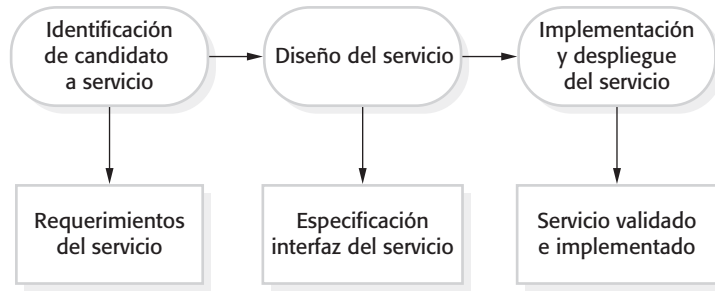 Identificación
de candidato
a servicio
Diseño del servicio
Implementación
y despliegue
del servicio
Requerimientos
del servicio
Especificación
interfaz del servicio
Servicio validado
e implementado